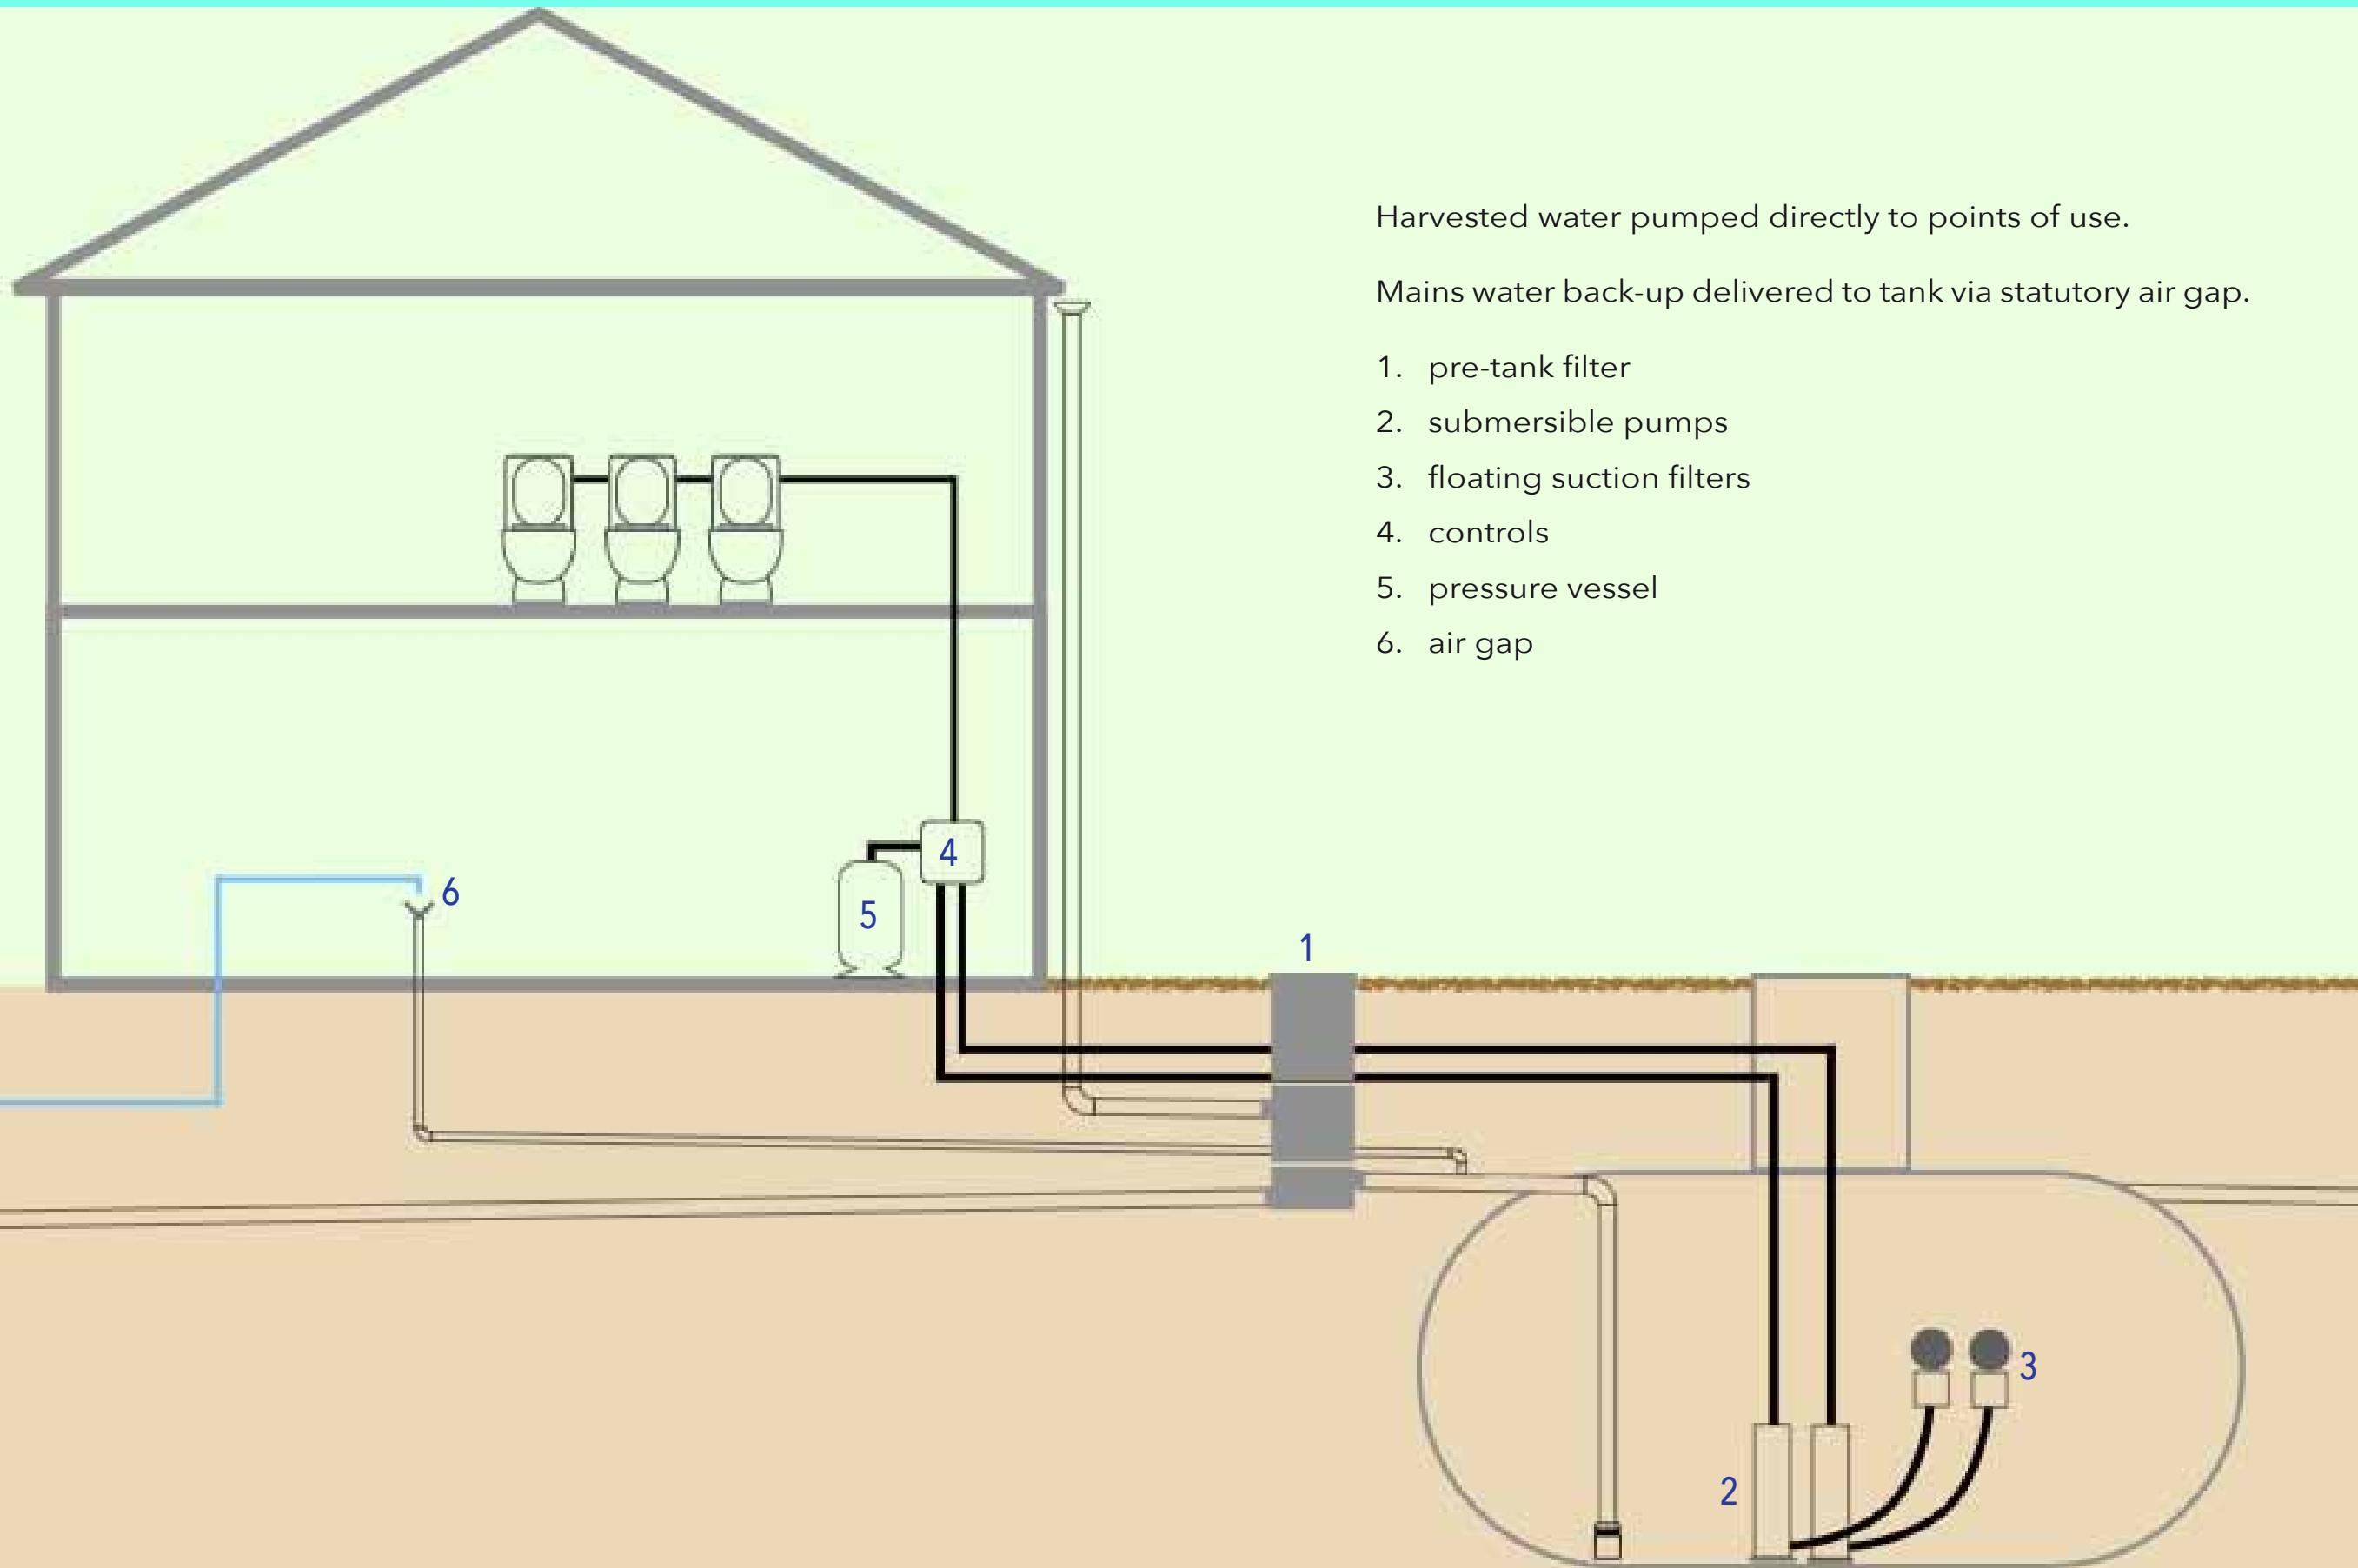 Harvested water pumped directly to points of use.
Mains water back-up delivered to tank via statutory air gap.
1. pre-tank filter
2. submersible pumps
3. floating suction filters
4. controls
5. pressure vessel
6. air gap
4
6
5
1
3
2